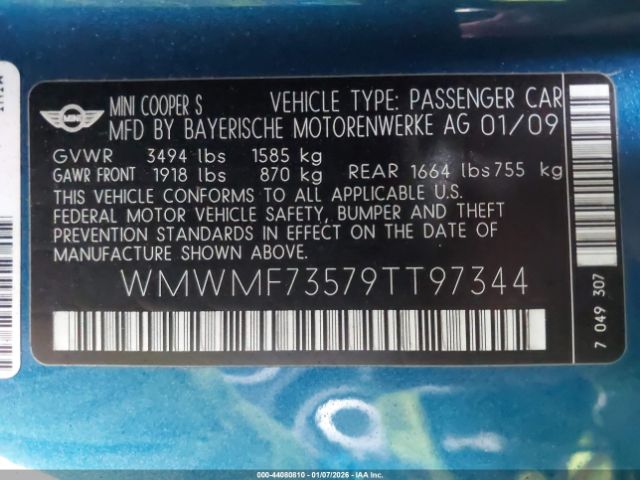 MINI
MINI COOPER S VEHICLE TYPE: PASSENGER CAR
MFD BY BAYERISCHE MOTORENWERKE AG 01/09
GVWR 3494 lbs 1585 kg
GAWR FRONT 1918 lbs 870 kg REAR 1664 lbs 755 kg
THIS VEHICLE CONFORMS TO ALL APPLICABLE U.S.
FEDERAL MOTOR VEHICLE SAFETY, BUMPER AND THEFT
PREVENTION STANDARDS IN EFFECT ON THE DATE OF
MANUFACTURE SHOWN ABOVE.
WMWMF73579TT97344
7 049 307
000-44080810 - 01/07/2026 - IAA, Inc.